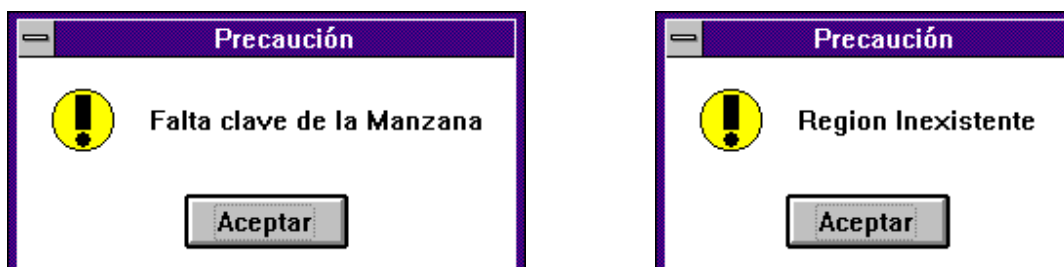 Precaución
Falta clave de la Manzana
Aceptar
Precaución
Region Inexistente
Aceptar